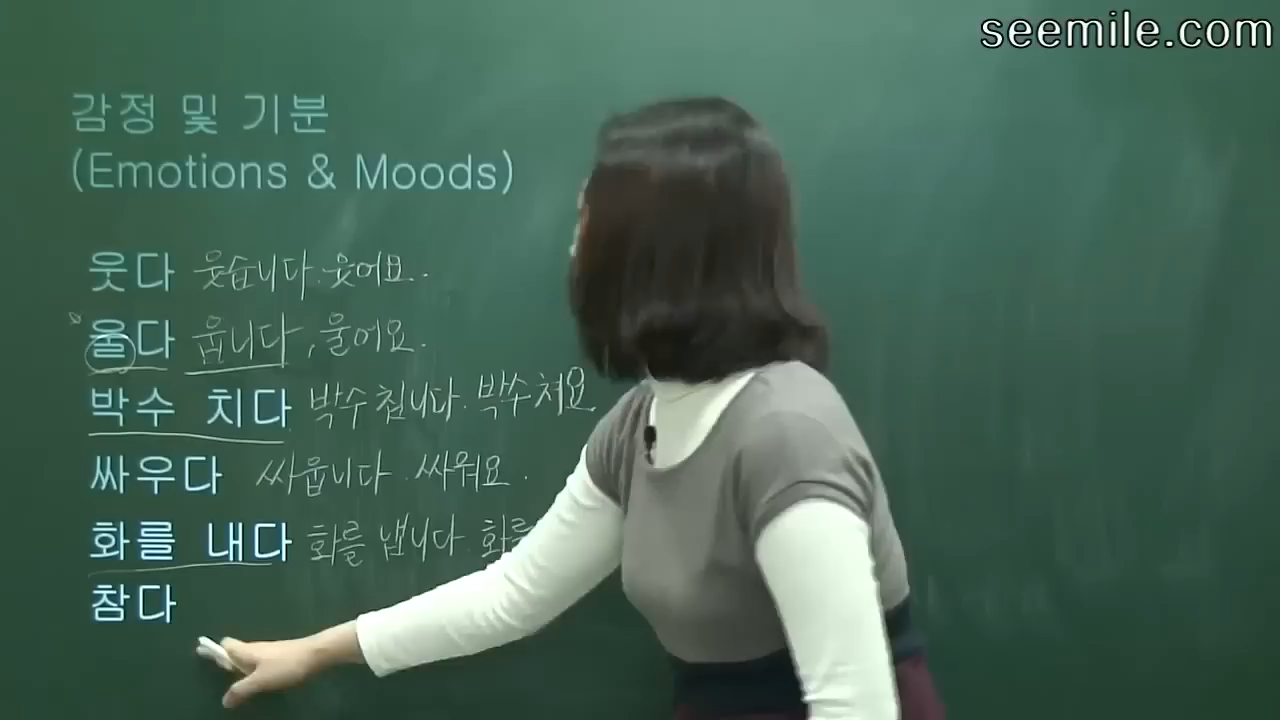 seemile.com
감정 및 기분
(Emotions & Moods)
웃다 웃습니다. 웃어요.
울다 웁니다, 울어요.
박수 치다 박수 칩니다. 박수 쳐요
싸우다 싸웁니다. 싸워요.
화를 내다 화를 냅니다. 화를
참다